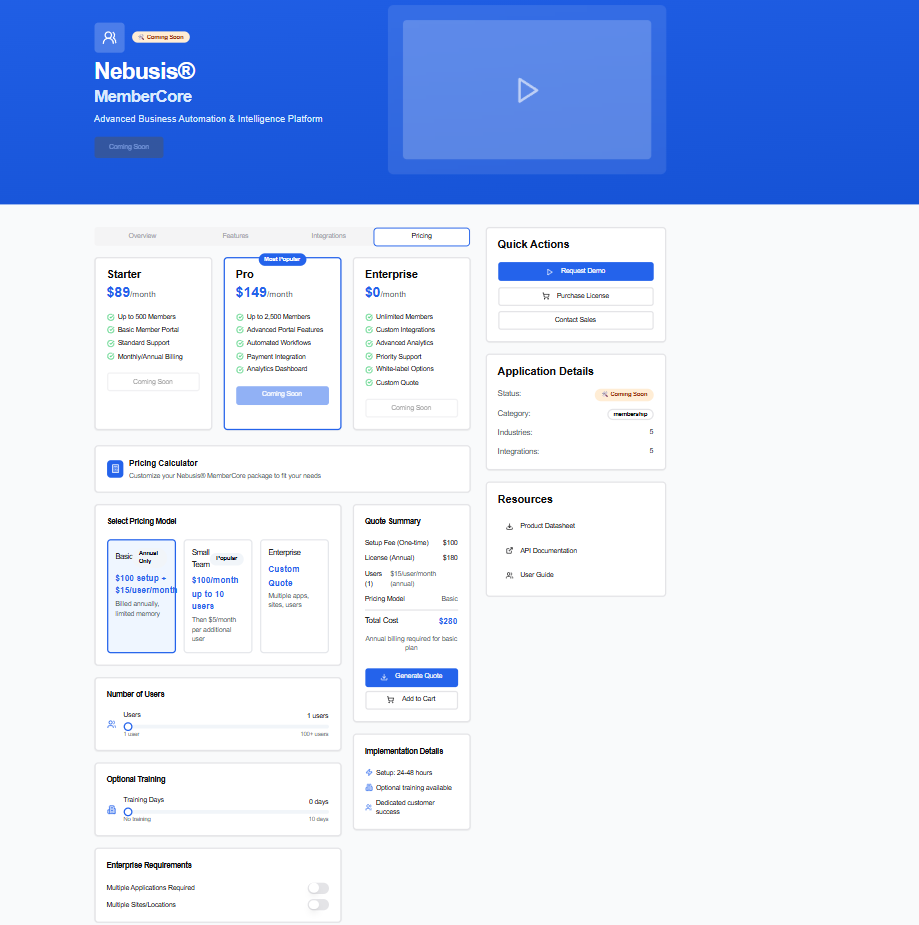 Coming Soon
Nebusis®
MemberCore
Advanced Business Automation & Intelligence Platform
Coming Soon
Overview
Features
Integrations
Pricing
Starter
$89/month
Up to 500 Members
Basic Member Portal
Standard Support
Monthly/Annual Billing
Coming Soon
Most Popular
Pro
$149/month
Up to 2,500 Members
Advanced Portal Features
Automated Workflows
Payment Integration
Analytics Dashboard
Coming Soon
Enterprise
$0/month
Unlimited Members
Custom Integrations
Advanced Analytics
Priority Support
White-label Options
Custom Quote
Coming Soon
Pricing Calculator
Customize your Nebusis® MemberCore package to fit your needs
Select Pricing Model
Basic
Annual
Only
$100 setup +
$15/user/month
Billed annually,
limited memory
Small
Team
Popular
$100/month
up to 10
users
Then $5/month
per additional
user
Enterprise
Custom
Quote
Multiple apps,
sites, users
Number of Users
Users
1 users
1 user
100+ users
Optional Training
Training Days
0 days
No training
10 days
Enterprise Requirements
Multiple Applications Required
Multiple Sites/Locations
Quote Summary
Setup Fee (One-time) $100
License (Annual) $180
Users $15/user/month
(1) (annual)
Pricing Model Basic
Total Cost $280
Annual billing required for basic
plan
Generate Quote
Add to Cart
Implementation Details
Setup: 24-48 hours
Optional training available
Dedicated customer
success
Quick Actions
Request Demo
Purchase License
Contact Sales
Application Details
Status: Coming Soon
Category: membership
Industries: 5
Integrations: 5
Resources
Product Datasheet
API Documentation
User Guide